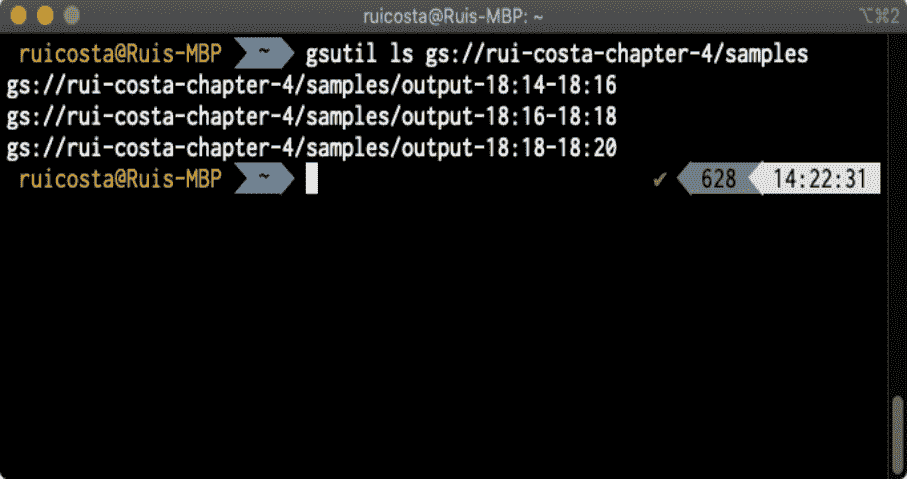 ruicosta@Ruis-MBP: ~ ⌥⌘2
ruicosta@Ruis-MBP ~ gsutil ls gs://rui-costa-chapter-4/samples
gs://rui-costa-chapter-4/samples/output-18:14-18:16
gs://rui-costa-chapter-4/samples/output-18:16-18:18
gs://rui-costa-chapter-4/samples/output-18:18-18:20
ruicosta@Ruis-MBP ~ ✔ 628 14:22:31